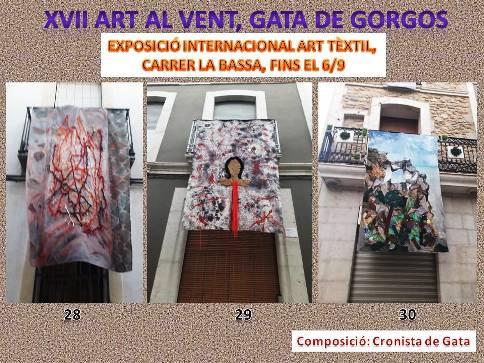 XVII ART AL VENT, GATA DE GORGOS
EXPOSICIÓ INTERNACIONAL ART TÈXTIL,
CARRER LA BASSA, FINS EL 6/9
28
29
30
Composició: Cronista de Gata